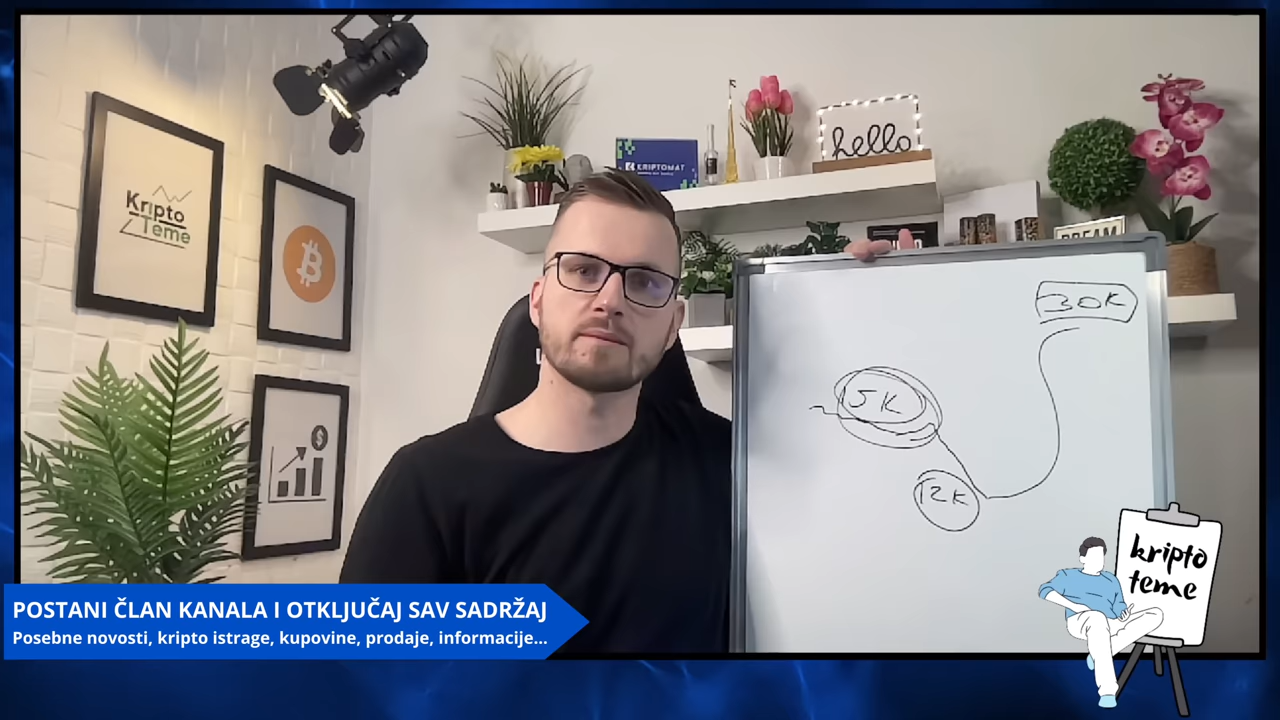 Kripto
Teme
KRIPTOMAT
hello
DREAM
30K
5K
12K
kripto
teme
POSTANI ČLAN KANALA I OTKLJUČAJ SAV SADRŽAJ
Posebne novosti, kripto istrage, kupovine, prodaje, informacije...